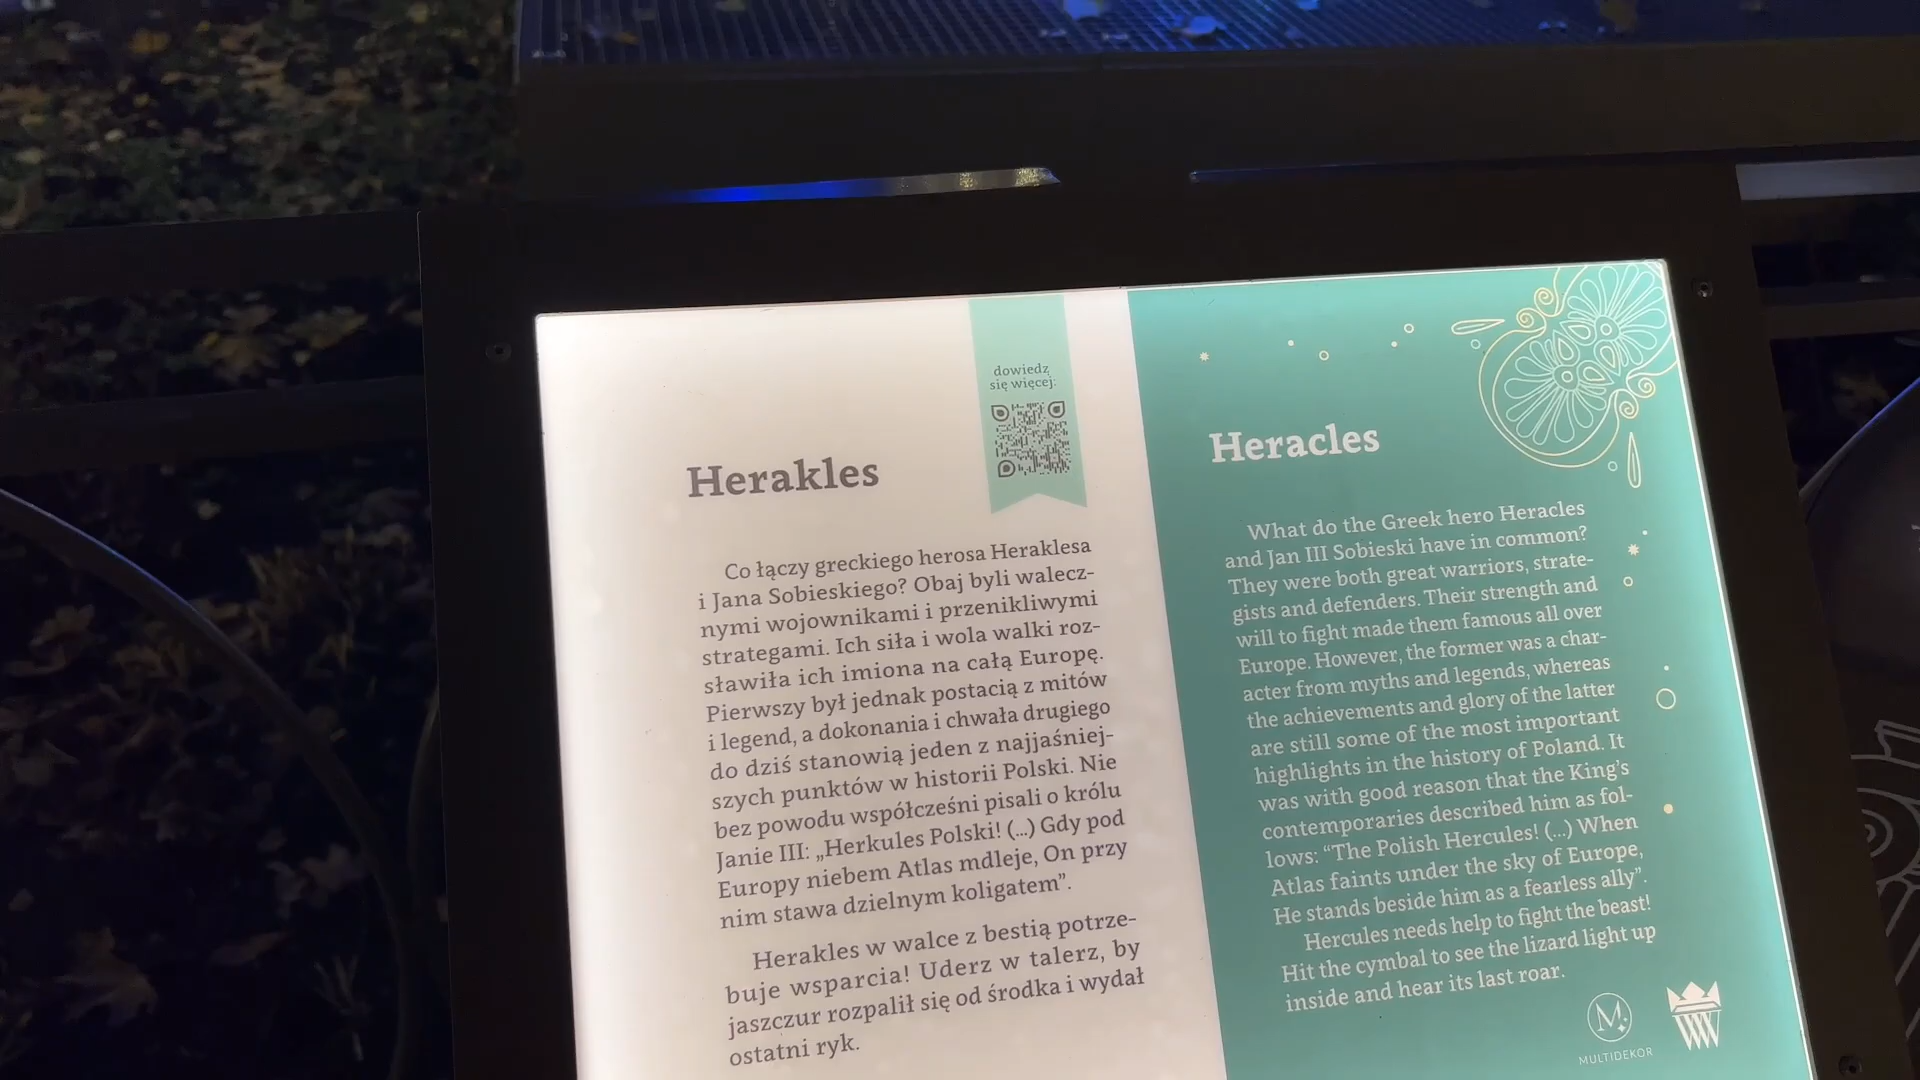 dowiedz
się więcej:
Herakles
Co łączy greckiego herosa Heraklesa
i Jana Sobieskiego? Obaj byli walecz-
nymi wojownikami i przenikliwymi
strategami. Ich siła i wola walki roz-
sławiła ich imiona na całą Europę.
Pierwszy był jednak postacią z mitów
i legend, a dokonania i chwała drugiego
do dziś stanowią jeden z najjaśniej-
szych punktów w historii Polski. Nie
bez powodu współcześni pisali o królu
Janie III: „Herkules Polski! (...) Gdy pod
Europy niebem Atlas mdleje, On przy
nim stawa dzielnym koligatem”.
Herakles w walce z bestią potrze-
buje wsparcia! Uderz w talerz, by
jaszczur rozpalił się od środka i wydał
ostatni ryk.
Heracles
What do the Greek hero Heracles
and Jan III Sobieski have in common?
They were both great warriors, strate-
gists and defenders. Their strength and
will to fight made them famous all over
Europe. However, the former was a char-
acter from myths and legends, whereas
the achievements and glory of the latter
are still some of the most important
highlights in the history of Poland. It
was with good reason that the King’s
contemporaries described him as fol-
lows: “The Polish Hercules! (...) When
Atlas faints under the sky of Europe,
He stands beside him as a fearless ally”.
Hercules needs help to fight the beast!
Hit the cymbal to see the lizard light up
inside and hear its last roar.
M
MULTIDEKOR